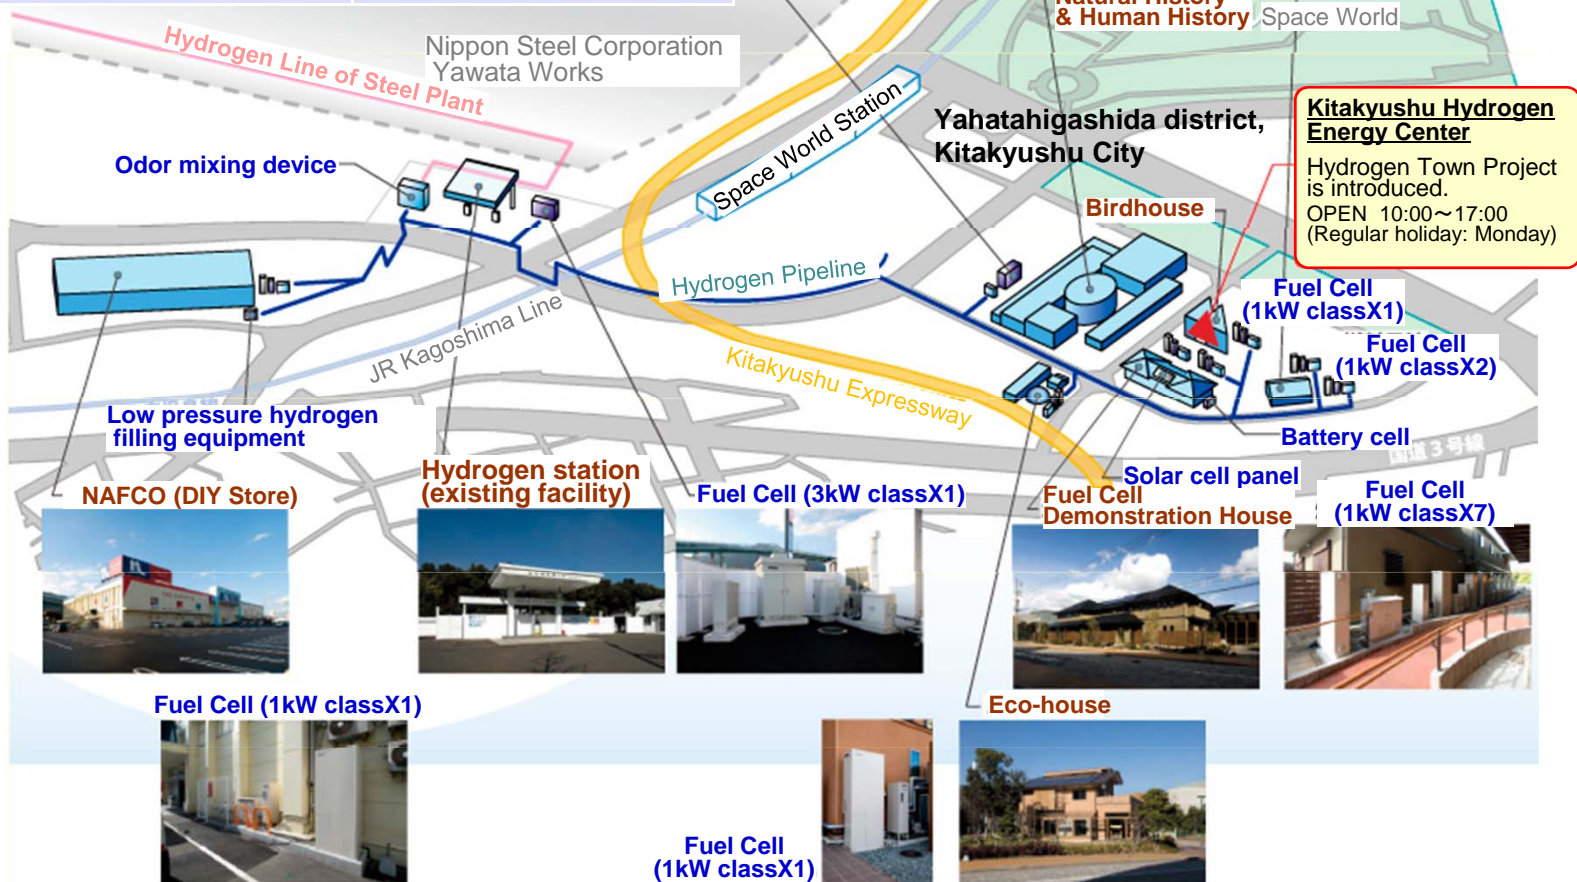 Natural History
& Human History
Space World
Hydrogen Line of Steel Plant
Nippon Steel Corporation
Yawata Works
Odor mixing device
Space World Station
Yahatahigashida district,
Kitakyushu City
Kitakyushu Hydrogen
Energy Center
Hydrogen Town Project
is introduced.
OPEN 10:00～17:00
(Regular holiday: Monday)
Birdhouse
Hydrogen Pipeline
Fuel Cell
(1kW classX1)
Fuel Cell
(1kW classX2)
JR Kagoshima Line
Kitakyushu Expressway
Low pressure hydrogen
filling equipment
Battery cell
国道3号線
Solar cell panel
NAFCO (DIY Store)
Hydrogen station
(existing facility)
Fuel Cell (3kW classX1)
Fuel Cell
Demonstration House
Fuel Cell
(1kW classX7)
Fuel Cell (1kW classX1)
Eco-house
Fuel Cell
(1kW classX1)